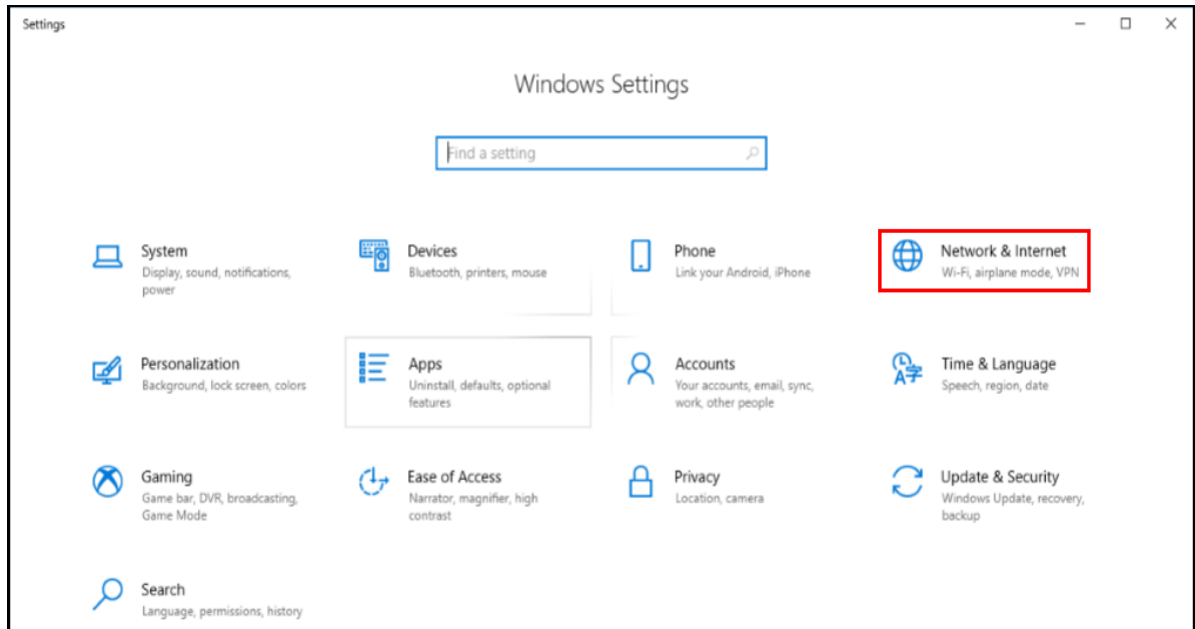 Settings
Windows Settings
Find a setting
System
Display, sound, notifications,
power
Devices
Bluetooth, printers, mouse
Phone
Link your Android, iPhone
Network & Internet
Wi-Fi, airplane mode, VPN
Personalization
Background, lock screen, colors
Apps
Uninstall, defaults, optional
features
Accounts
Your accounts, email, sync,
work, other people
Time & Language
Speech, region, date
Gaming
Game bar, DVR, broadcasting,
Game Mode
Ease of Access
Narrator, magnifier, high
contrast
Privacy
Location, camera
Update & Security
Windows Update, recovery,
backup
Search
Language, permissions, history